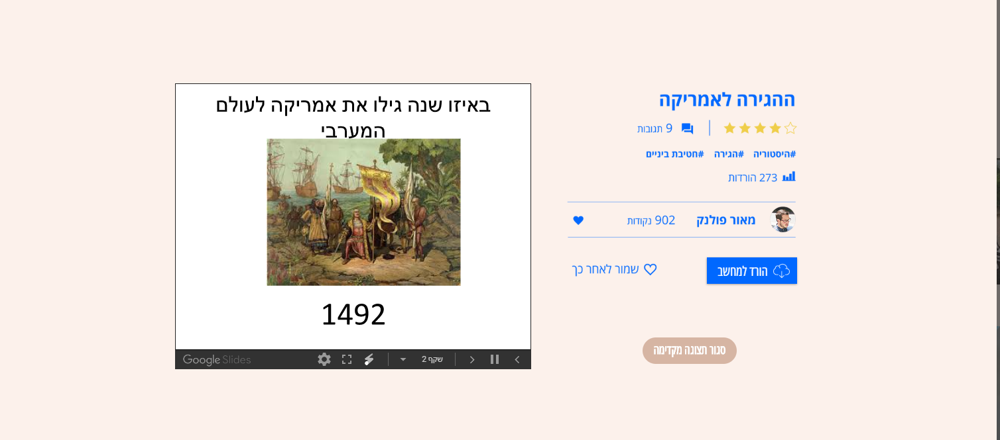 באיזו שנה גילו את אמריקה לעולם
המערבי
1492
שקף 2
Google Slides
ההגירה לאמריקה
9 תגובות
#היסטוריה #הגירה #חטיבת ביניים
273 הורדות
מאור פולנק 902 נקודות
הורד למחשב שמור לאחר כך
סגור תצוגה מקדימה